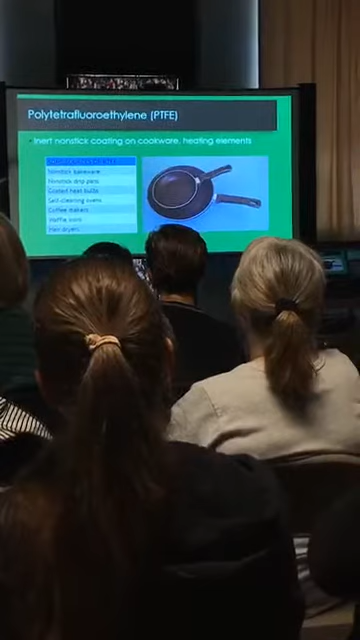 Polytetrafluoroethylene (PTFE)
Inert nonstick coating on cookware, heating elements
Nonstick bakeware
Nonstick drip pans
Coated heat bulbs
Self-cleaning ovens
Coffee makers
Waffle irons
Hair dryers